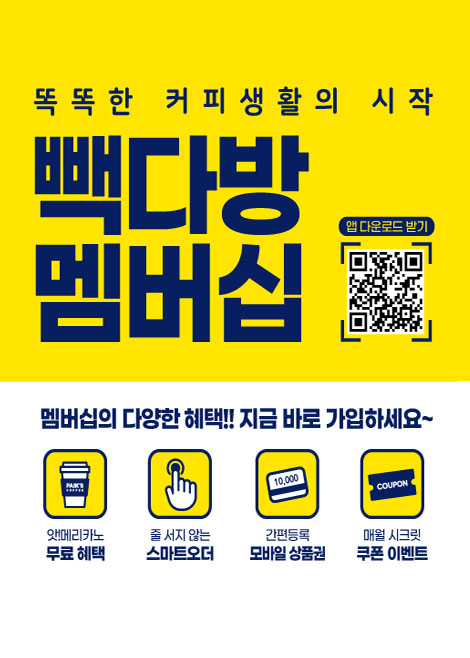 똑똑한 커피생활의 시작
빽다방
멤버십
앱 다운로드 받기
멤버십의 다양한 혜택!! 지금 바로 가입하세요~
PAIK'S
COFFEE
10,000
COUPON
앗!메리카노
무료 혜택
줄 서지 않는
스마트오더
간편등록
모바일 상품권
매월 시크릿
쿠폰 이벤트